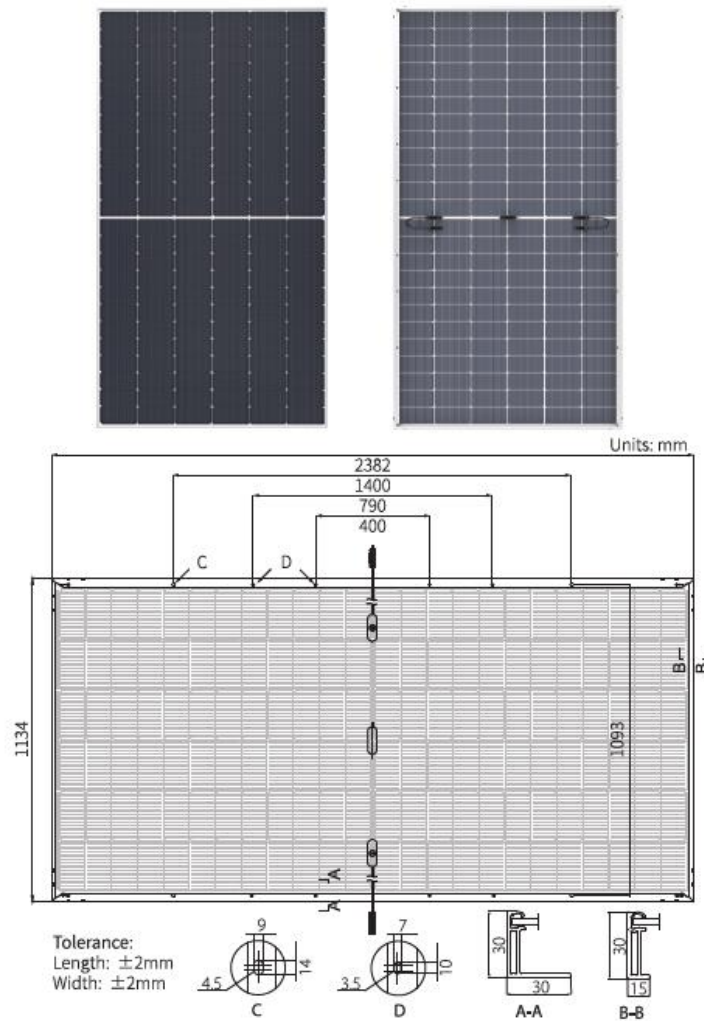 Units: mm
2382
1400
790
400
C
D
B
B
1134
1093
A
A
Tolerance:
Length: ±2mm
Width: ±2mm
9
14
4.5
C
7
10
3.5
D
30
30
A-A
30
15
B-B